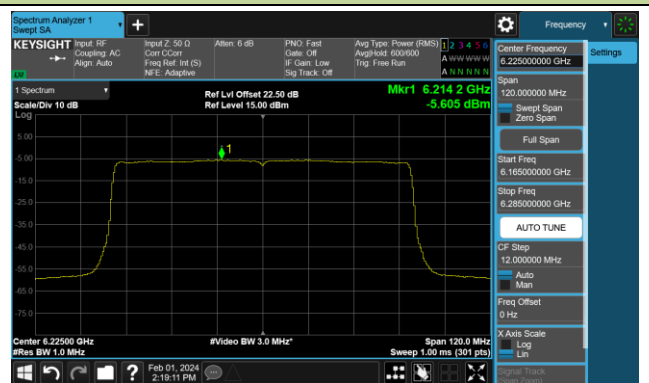 Spectrum Analyzer 1
Swept SA
Frequency
KEYSIGHT
Input: RF
Coupling: AC
Align: Auto
Input Z: 50 Ω
Corr CCorr
Freq Ref: Int (S)
NFE: Adaptive
Atten: 6 dB
PNO: Fast
Gate: Off
IF Gain: Low
Sig Track: Off
Avg Type: Power (RMS)
Avg|Hold: 600/600
Trig: Free Run
1 2 3 4 5 6
A W W W W W
A N N N N N
LXI
Center Frequency
6.225000000 GHz
Settings
Span
120.000000 MHz
Swept Span
Zero Span
Full Span
Start Freq
6.165000000 GHz
Stop Freq
6.285000000 GHz
AUTO TUNE
CF Step
12.000000 MHz
Auto
Man
Freq Offset
0 Hz
X Axis Scale
Log
Lin
Signal Track
(Span Zoom)
1 Spectrum
Scale/Div 10 dB
Log
Ref Lvl Offset 22.50 dB
Ref Level 15.00 dBm
Mkr1 6.214 2 GHz
-5.605 dBm
1
5.00
-5.00
-15.0
-25.0
-35.0
-45.0
-55.0
-65.0
-75.0
Center 6.22500 GHz
#Res BW 1.0 MHz
#Video BW 3.0 MHz*
Span 120.0 MHz
Sweep 1.00 ms (301 pts)
?
Feb 01, 2024
2:19:11 PM